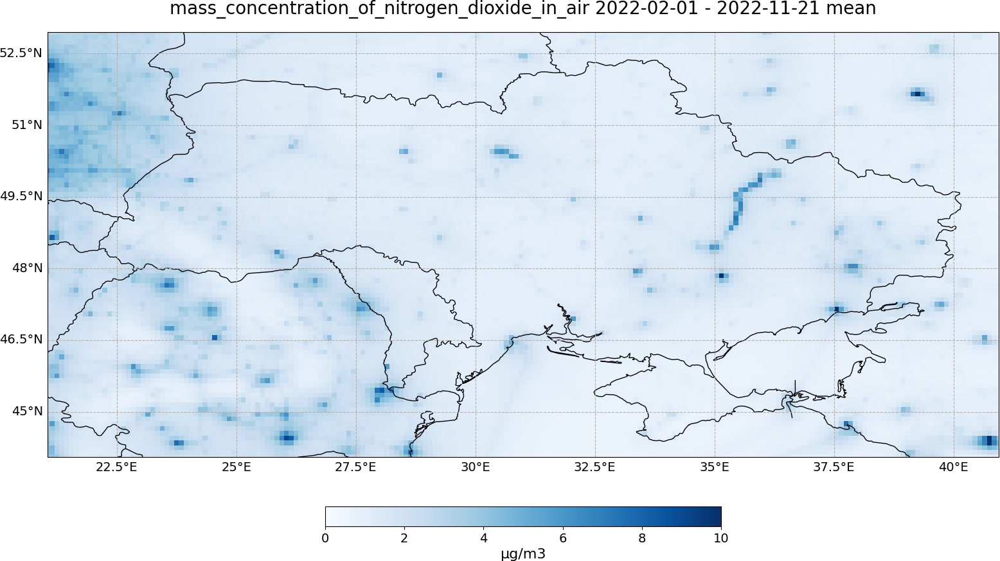 mass_concentration_of_nitrogen_dioxide_in_air 2022-02-01 - 2022-11-21 mean
52.5°N
51°N
49.5°N
48°N
46.5°N
45°N
22.5°E 25°E 27.5°E 30°E 32.5°E 35°E 37.5°E 40°E
0 2 4 6 8 10
μg/m3